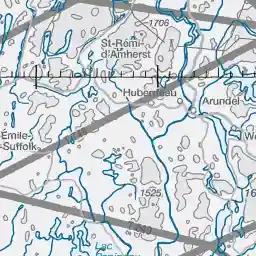 1706
St-Rémi
d'Amherst
Huberdeau
Arundel
Émile-
Suffolk
1525
Lac